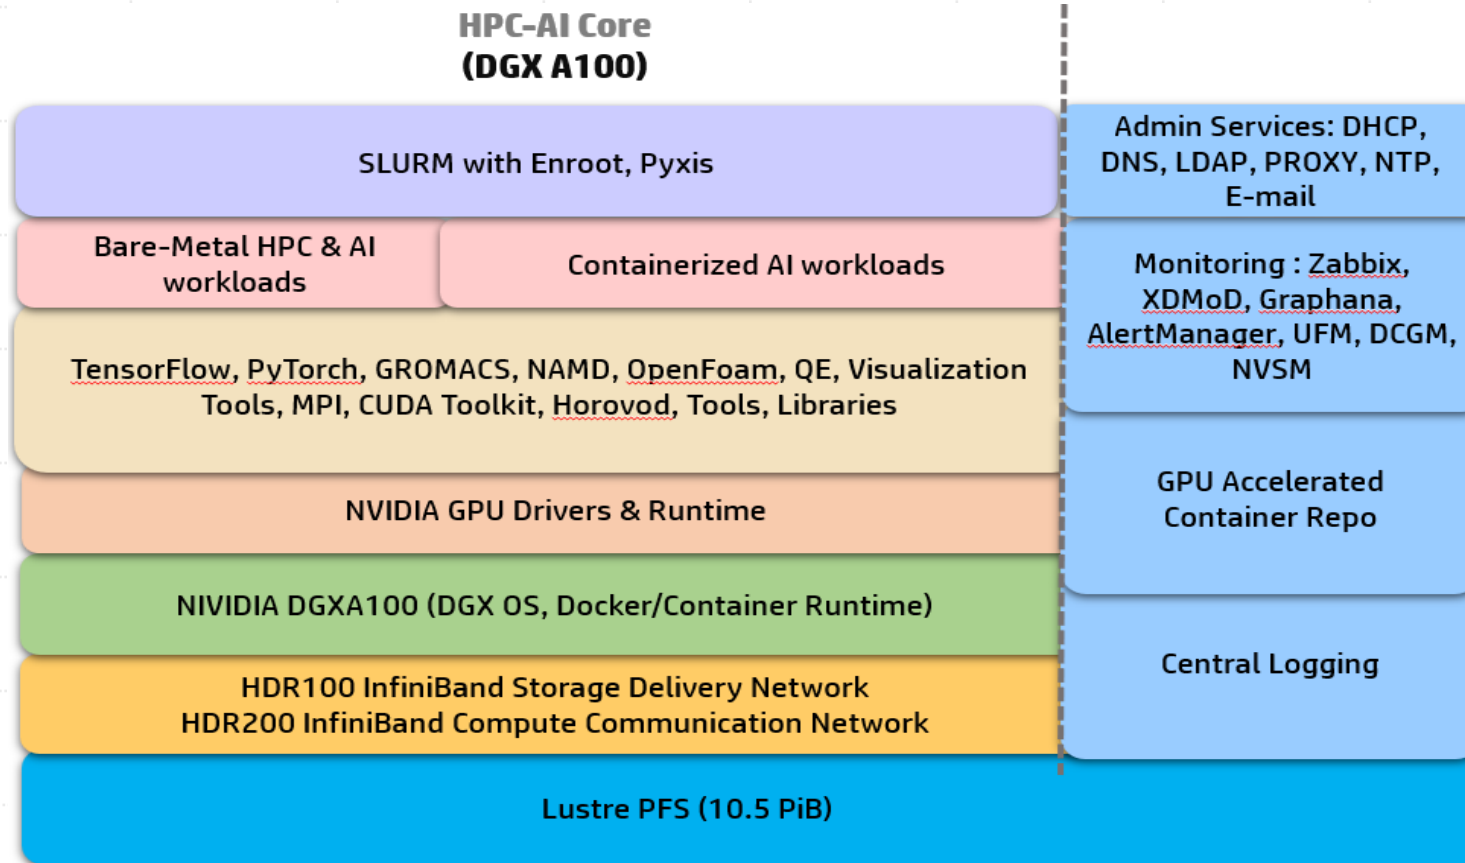 HPC-AI Core
(DGX A100)
SLURM with Enroot, Pyxis
Bare-Metal HPC & AI
workloads
Containerized AI workloads
TensorFlow, PyTorch, GROMACS, NAMD, OpenFoam, QE, Visualization
Tools, MPI, CUDA Toolkit, Horovod, Tools, Libraries
NVIDIA GPU Drivers & Runtime
NIVIDIA DGXA100 (DGX OS, Docker/Container Runtime)
HDR100 InfiniBand Storage Delivery Network
HDR200 InfiniBand Compute Communication Network
Lustre PFS (10.5 PiB)
Admin Services: DHCP,
DNS, LDAP, PROXY, NTP,
E-mail
Monitoring : Zabbix,
XDMoD, Graphana,
AlertManager, UFM, DCGM,
NVSM
GPU Accelerated
Container Repo
Central Logging